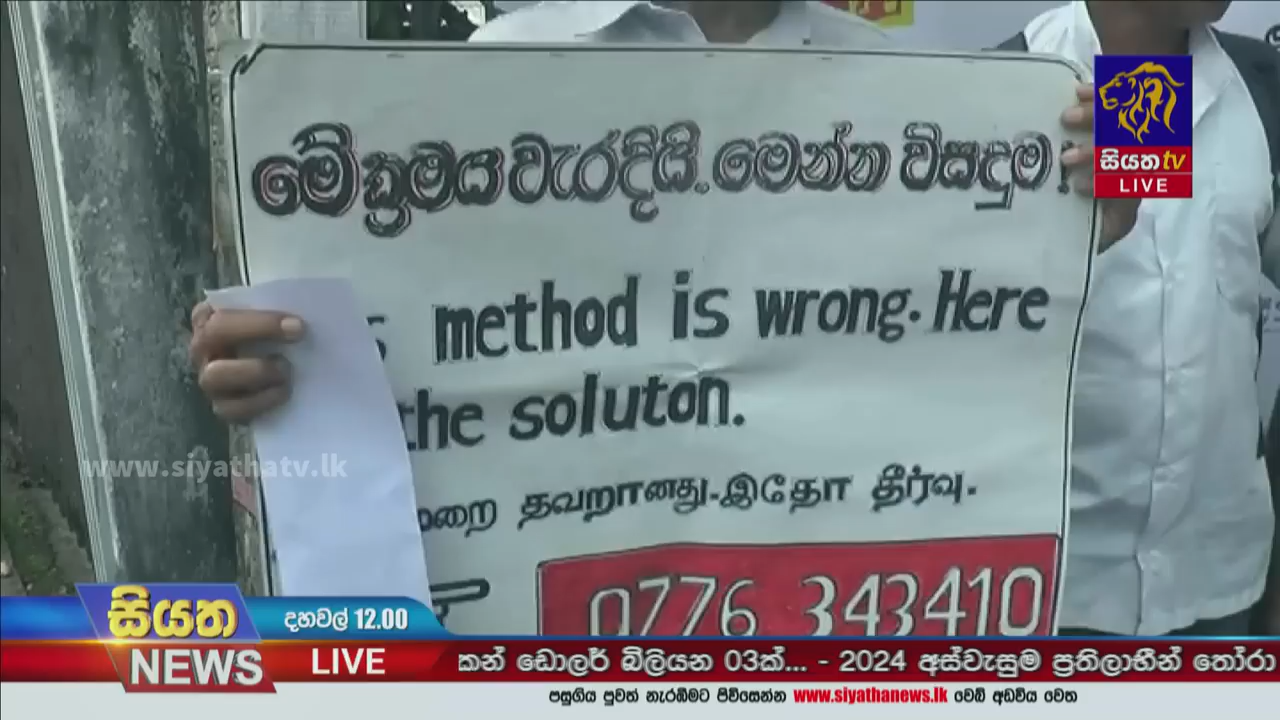 මේ ක්‍රමය වැරදියි. මෙන්න විසඳුම!
s method is wrong. Here
the soluton.
றை தவறானது-இதோ தீர்வு.
0776 343410
සියත tv
LIVE
www.siyathatv.lk
සියත
NEWS
දහවල් 12.00
LIVE
කන් ඩොලර් බිලියන 03ක්... - 2024 අස්වැසුම ප්‍රතිලාභීන් තෝරා
පසුගිය පුවත් නැරඹීමට පිවිසෙන්න www.siyathanews.lk වෙබ් අඩවිය වෙත